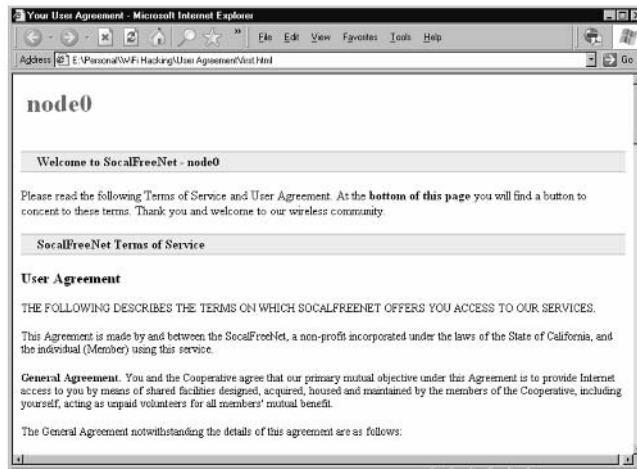 Your User Agreement - Microsoft Internet Explorer
» File Edit View Favorites Tools Help
Address E:\Personal\WiFi Hacking\User Agreement\first.html Go
node0
Welcome to SocalFreeNet - node0
Please read the following Terms of Service and User Agreement. At the bottom of this page you will find a button to
concent to these terms. Thank you and welcome to our wireless community.
SocalFreeNet Terms of Service
User Agreement
THE FOLLOWING DESCRIBES THE TERMS ON WHICH SOCALFREENET OFFERS YOU ACCESS TO OUR SERVICES.
This Agreement is made by and between the SocalFreeNet, a non-profit incorporated under the laws of the State of California, and
the individual (Member) using this service.
General Agreement. You and the Cooperative agree that our primary mutual objective under this Agreement is to provide Internet
access to you by means of shared facilities designed, acquired, housed and maintained by the members of the Cooperative, including
yourself, acting as unpaid volunteers for all members' mutual benefit.
The General Agreement notwithstanding the details of this agreement are as follows: